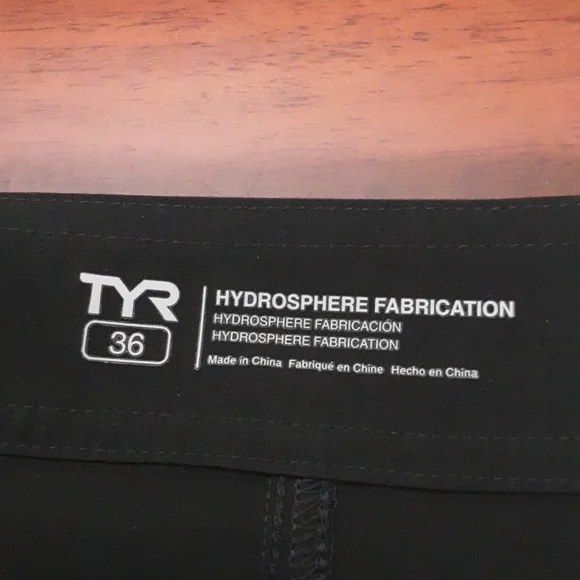 TYR
36
HYDROSPHERE FABRICATION
HYDROSPHERE FABRICACIÓN
HYDROSPHERE FABRICATION
Made in China Fabriqué en Chine Hecho en China